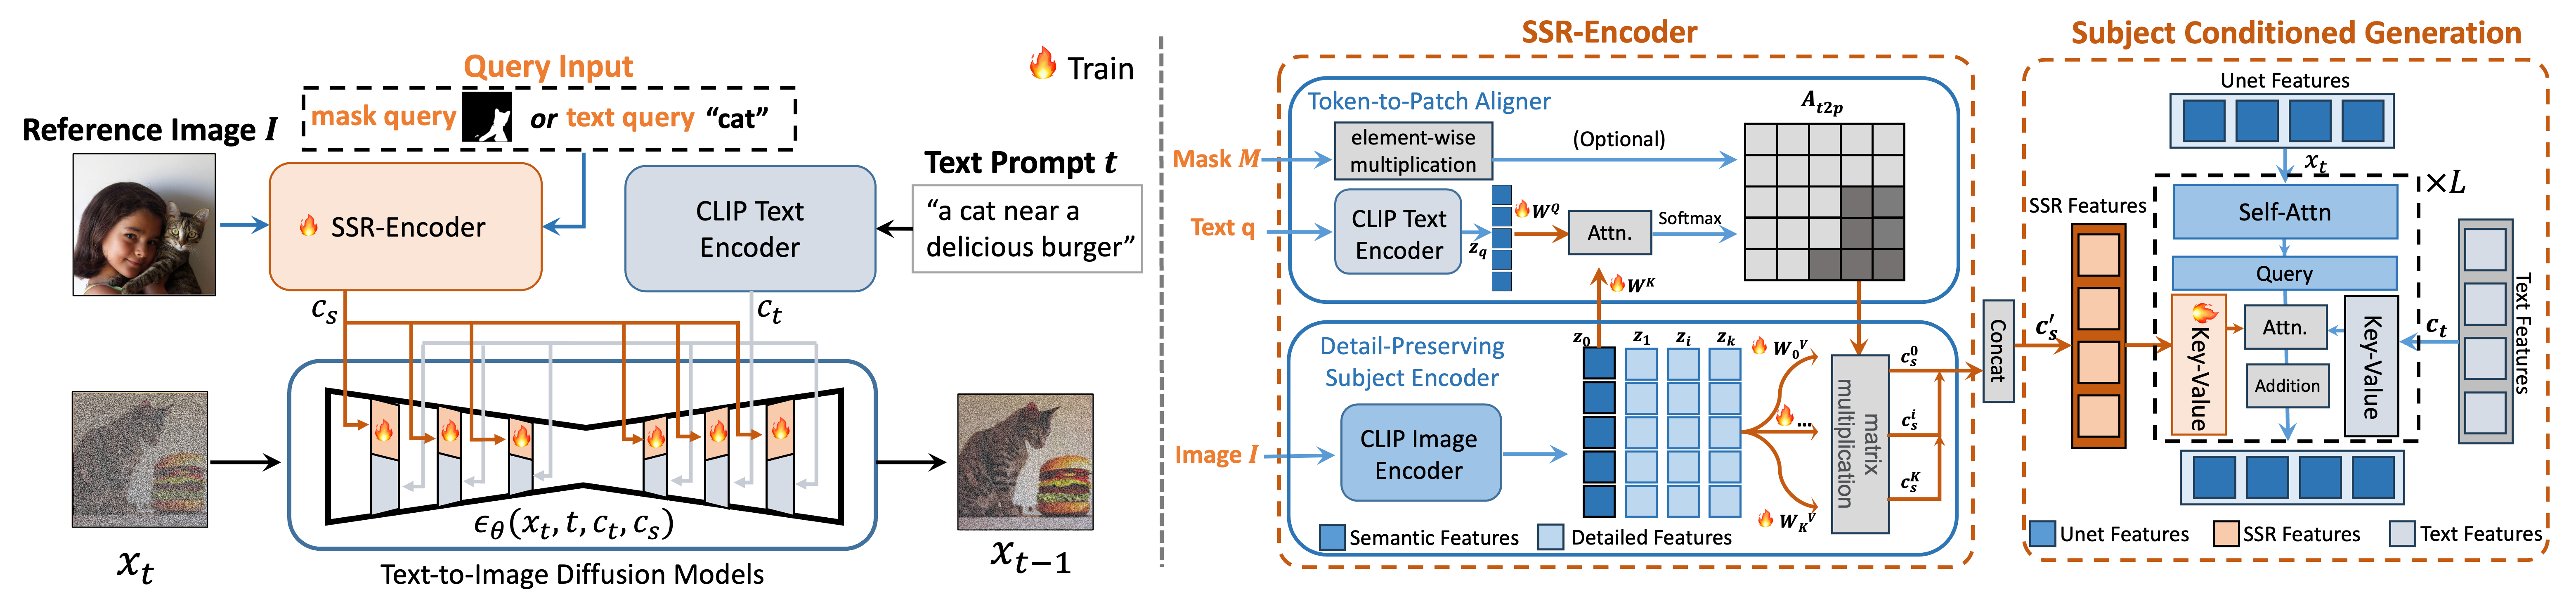 Query Input
mask query or text query “cat”
Reference Image I
SSR-Encoder
CLIP Text
Encoder
Text Prompt t
“a cat near a
delicious burger”
Train
c_s
c_t
ϵ_θ(x_t, t, c_t, c_s)
x_t
x_{t−1}
Text-to-Image Diffusion Models
SSR-Encoder
Token-to-Patch Aligner
Mask M
element-wise
multiplication
(Optional)
A_{t2p}
Text q
CLIP Text
Encoder
z_q
W^Q
Attn.
Softmax
W^K
Detail-Preserving
Subject Encoder
z_0
z_1
z_i
z_k
Image I
CLIP Image
Encoder
W_0^V
...
W_K^V
matrix
multiplication
c_s^0
c_s^i
c_s^K
Semantic Features
Detailed Features
Concat
Subject Conditioned Generation
Unet Features
x_t
×L
SSR Features
c_s′
Self-Attn
Query
Key-Value
Attn.
Addition
Key-Value
c_t
Text Features
Unet Features
SSR Features
Text Features